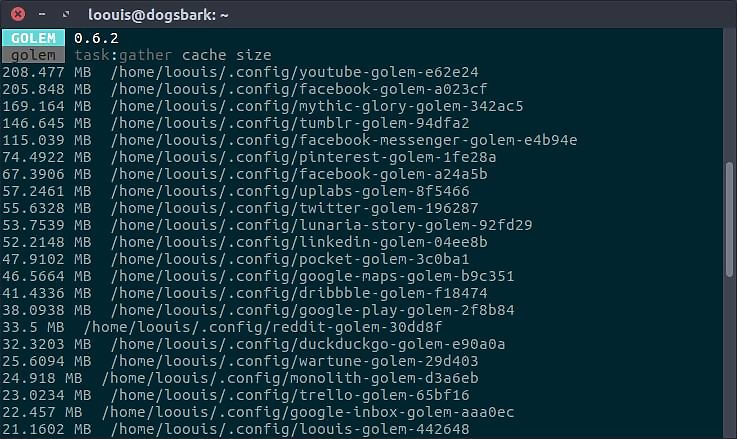 loouis@dogsbark: ~
GOLEM 0.6.2
golem task:gather cache size
208.477 MB /home/loouis/.config/youtube-golem-e62e24
205.848 MB /home/loouis/.config/facebook-golem-a023cf
169.164 MB /home/loouis/.config/mythic-glory-golem-342ac5
146.645 MB /home/loouis/.config/tumblr-golem-94dfa2
115.039 MB /home/loouis/.config/facebook-messenger-golem-e4b94e
74.4922 MB /home/loouis/.config/pinterest-golem-1fe28a
67.3906 MB /home/loouis/.config/facebook-golem-a24a5b
57.2461 MB /home/loouis/.config/uplabs-golem-8f5466
55.6328 MB /home/loouis/.config/twitter-golem-196287
53.7539 MB /home/loouis/.config/lunaria-story-golem-92fd29
52.2148 MB /home/loouis/.config/linkedin-golem-04ee8b
47.9102 MB /home/loouis/.config/pocket-golem-3c0ba1
46.5664 MB /home/loouis/.config/google-maps-golem-b9c351
41.4336 MB /home/loouis/.config/dribbble-golem-f18474
38.0938 MB /home/loouis/.config/google-play-golem-2f8b84
33.5 MB /home/loouis/.config/reddit-golem-30dd8f
32.3203 MB /home/loouis/.config/duckduckgo-golem-e90a0a
25.6094 MB /home/loouis/.config/wartune-golem-29d403
24.918 MB /home/loouis/.config/monolith-golem-d3a6eb
23.0234 MB /home/loouis/.config/trello-golem-65bf16
22.457 MB /home/loouis/.config/google-inbox-golem-aaa0ec
21.1602 MB /home/loouis/.config/loouis-golem-442648